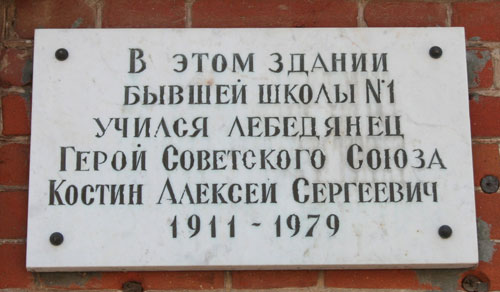 В ЭТОМ ЗДАНИИ
БЫВШЕЙ ШКОЛЫ №1
УЧИЛСЯ ЛЕБЕДЯНЕЦ
ГЕРОЙ СОВЕТСКОГО СОЮЗА
КОСТИН АЛЕКСЕЙ СЕРГЕЕВИЧ
1911 - 1979